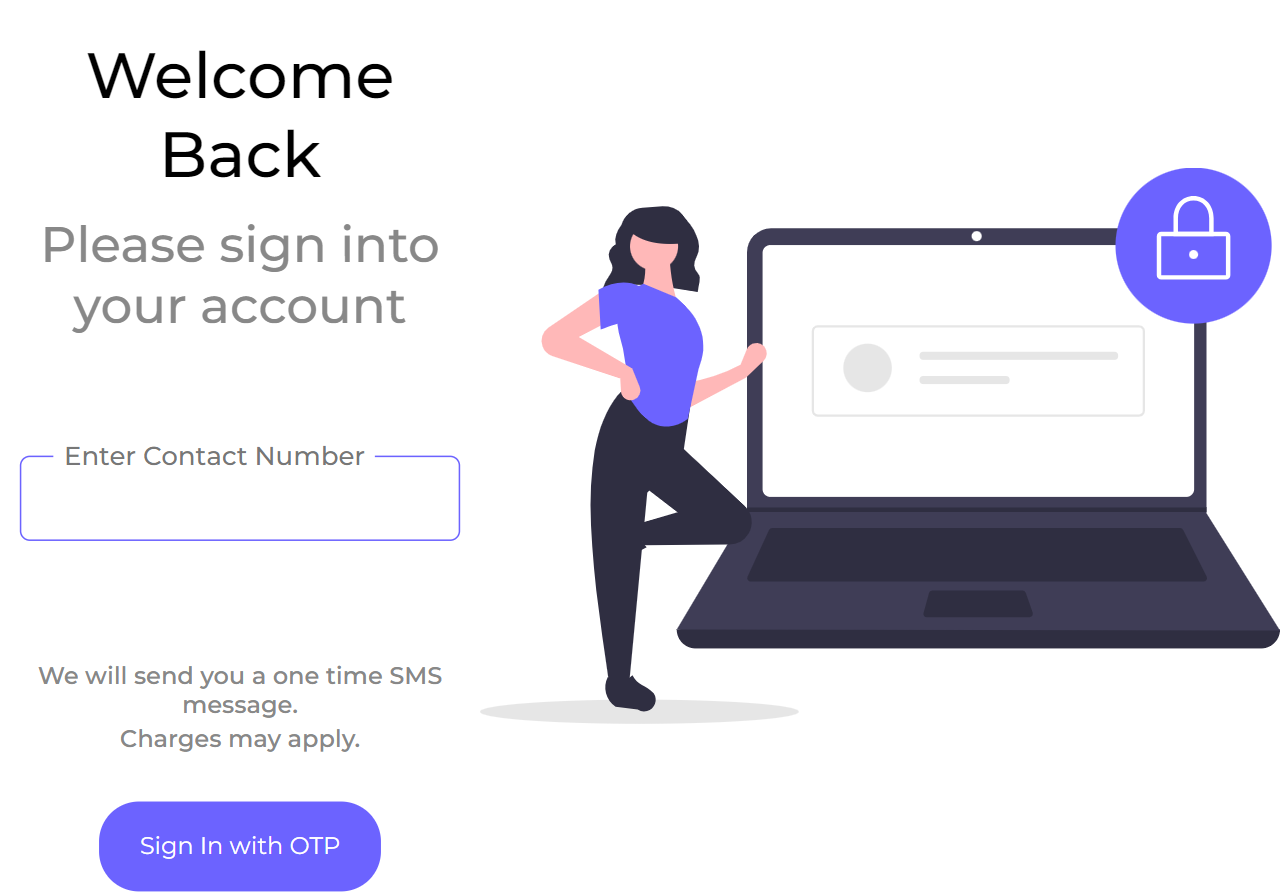 Welcome
Back
Please sign into
your account
Enter Contact Number
We will send you a one time SMS
message.
Charges may apply.
Sign In with OTP